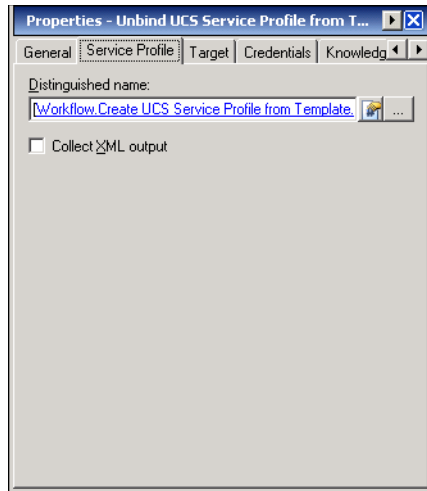 Properties - Unbind UCS Service Profile from T...
General Service Profile Target Credentials Knowledg
Distinguished name:
[Workflow.Create UCS Service Profile from Template. ...
Collect XML output